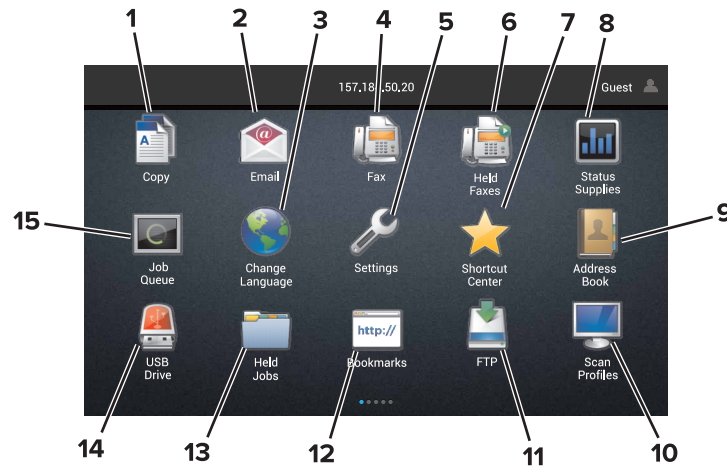 1 2 3 4 5 6 7 8
Guest
A
@
Copy Email Fax Held Status
Faxes Supplies
15 9
Job Change Settings Shortcut Address
Queue Language Center Book
http://
USB Held Bookmarks FTP Scan
Drive Jobs Profiles
14 13 12 11 10